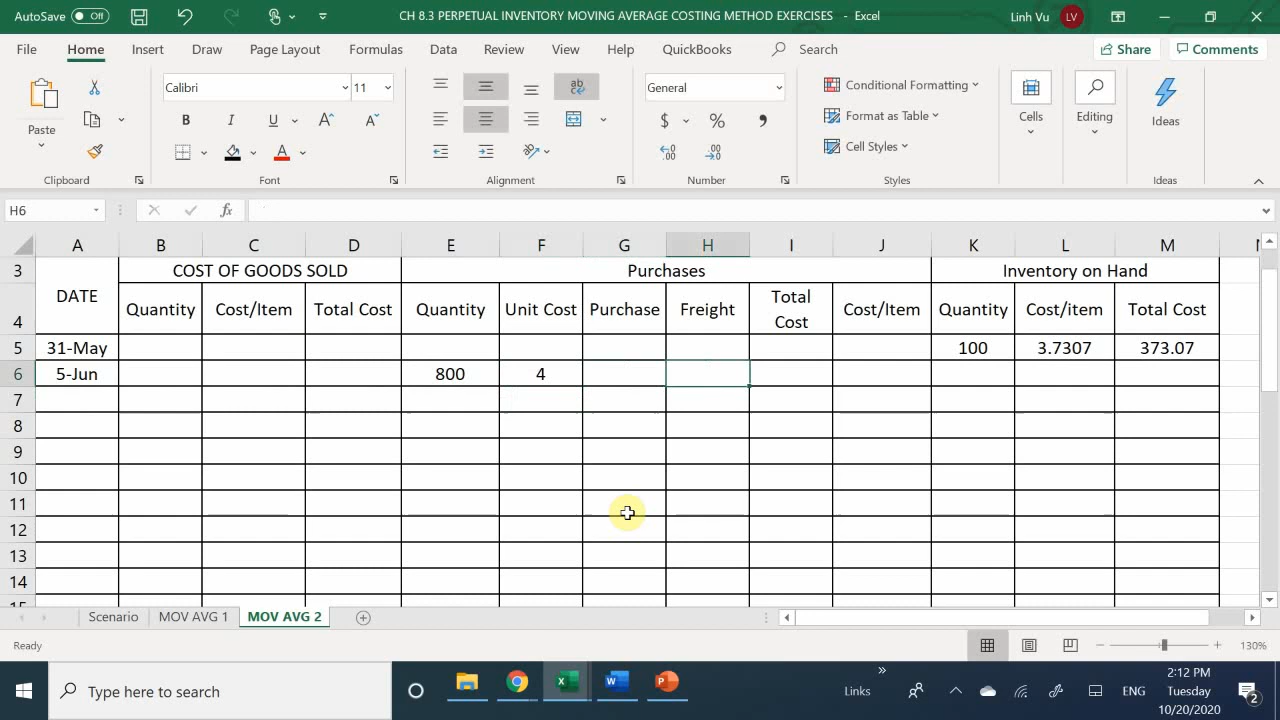 AutoSave Off CH 8.3 PERPETUAL INVENTORY MOVING AVERAGE COSTING METHOD EXERCISES - Excel Linh Vu LV
File Home Insert Draw Page Layout Formulas Data Review View Help QuickBooks Search Share Comments
Paste Calibri 11 ab General Conditional Formatting Cells Editing Ideas
B I U A A $ % , Format as Table
A Cell Styles
Clipboard Font Alignment Number Styles Ideas
H6 fx
A B C D E F G H I J K L M
3 DATE COST OF GOODS SOLD Purchases Inventory on Hand
4 Quantity Cost/Item Total Cost Quantity Unit Cost Purchase Freight Total Cost Cost/Item Quantity Cost/item Total Cost
5 31-May 100 3.7307 373.07
6 5-Jun 800 4
7
8
9
10
11
12
13
14
Scenario MOV AVG 1 MOV AVG 2
Ready 130%
Type here to search Links ENG 2:12 PM
Tuesday
10/20/2020 2